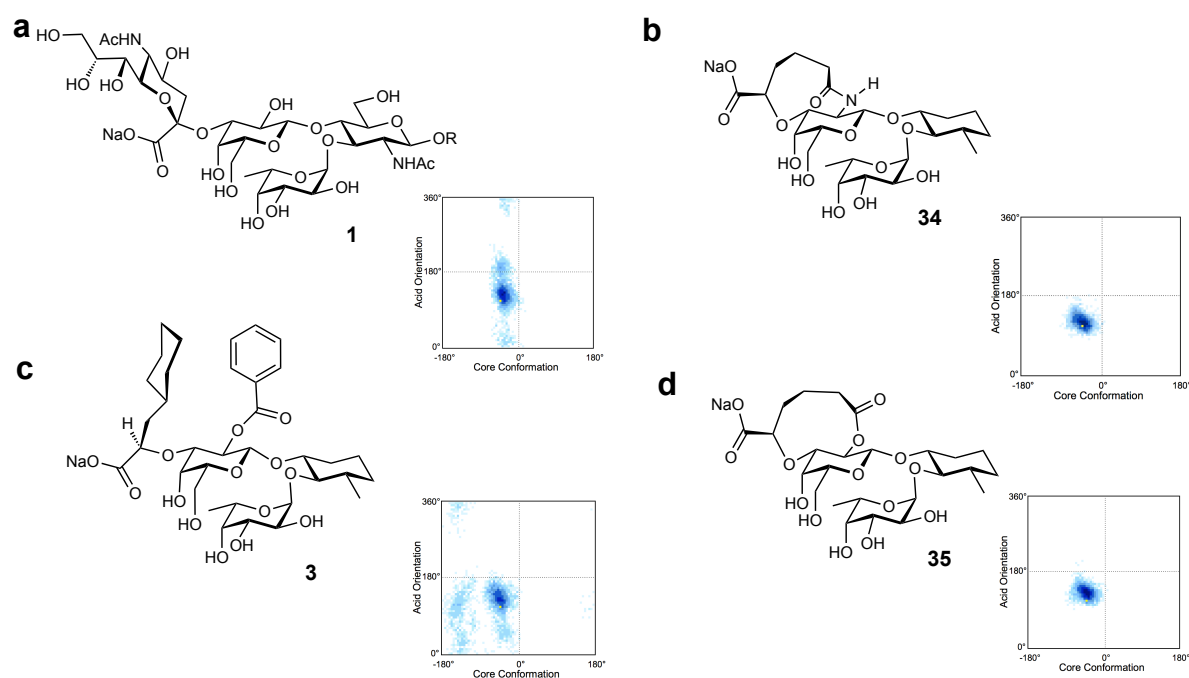 a
HO
AcHN
OH
HO
HO
O
NaO
O
O
OH
O
O
OH
O
OR
NHAc
O
HO
HO
O
OH
OH
HO
1
360°
180°
0°
Acid Orientation
-180°
0°
180°
Core Conformation
b
NaO
O
O
H
N
O
O
O
O
HO
HO
O
OH
OH
HO
34
360°
180°
0°
Acid Orientation
-180°
0°
180°
Core Conformation
c
H
O
O
NaO
O
O
O
O
O
HO
HO
O
OH
OH
HO
3
360°
180°
0°
Acid Orientation
-180°
0°
180°
Core Conformation
d
NaO
O
O
O
O
O
O
O
HO
HO
O
OH
OH
HO
35
360°
180°
0°
Acid Orientation
-180°
0°
180°
Core Conformation